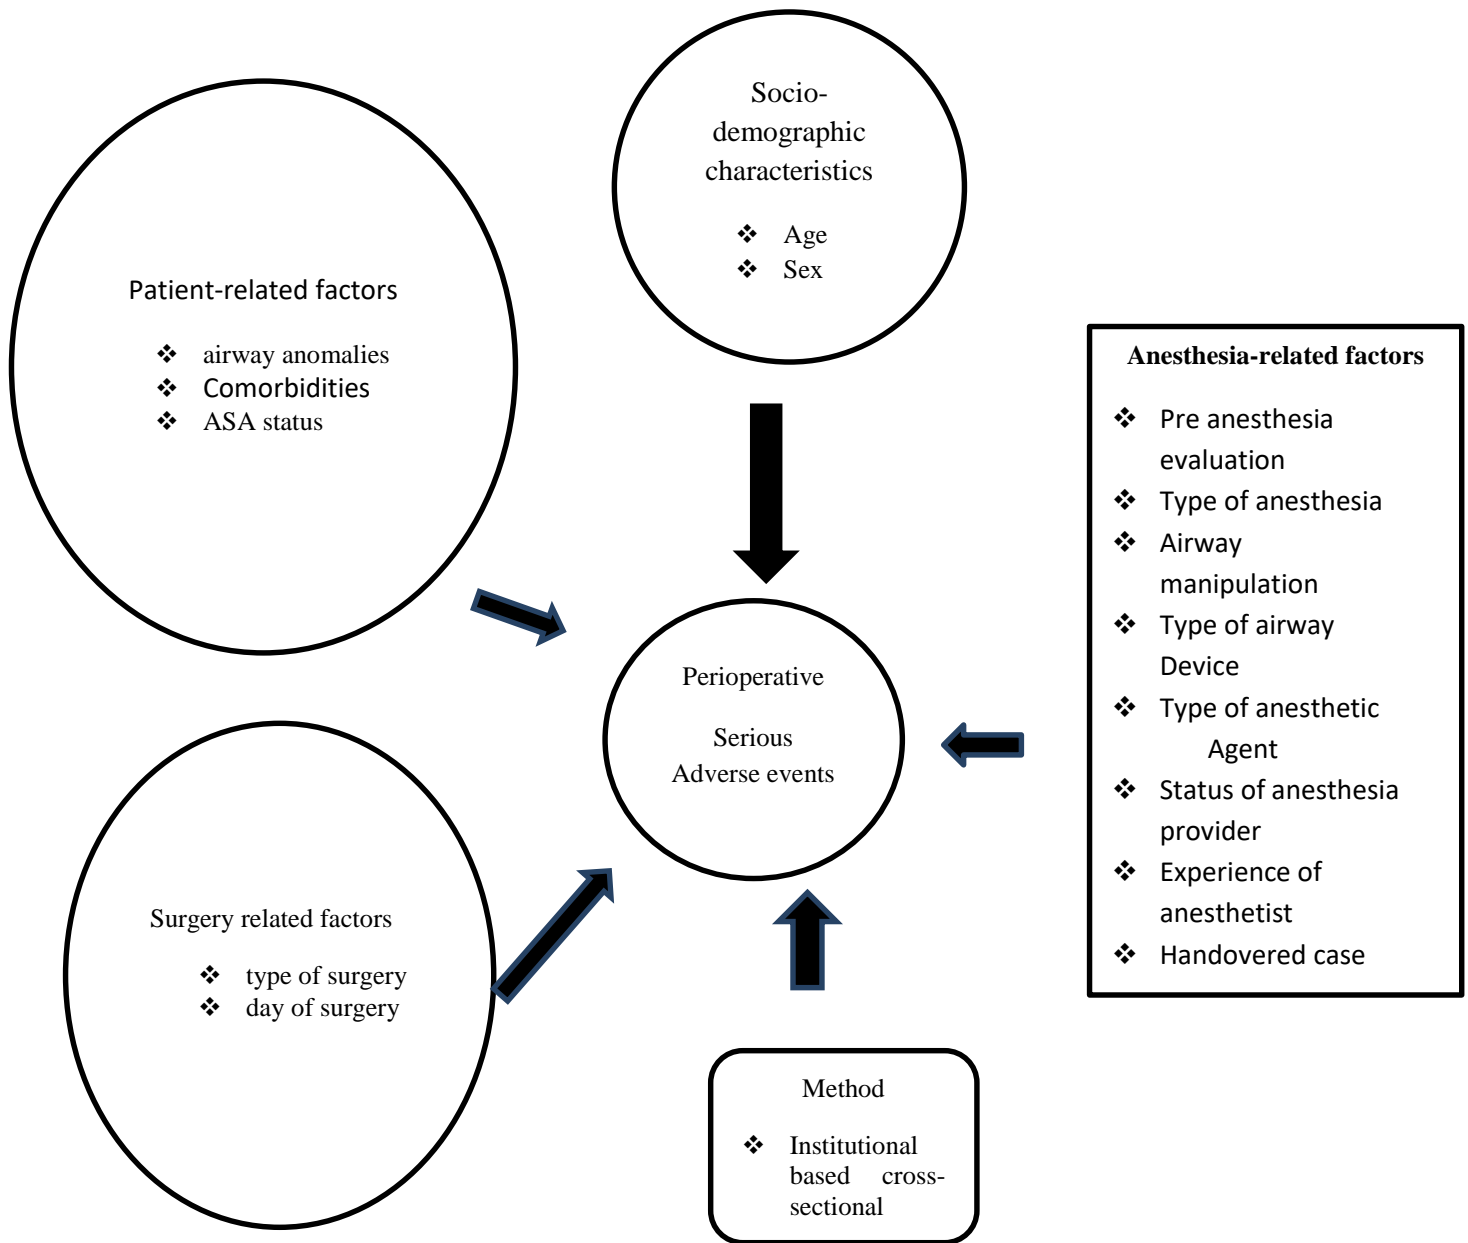 Socio-
demographic
characteristics
❖ Age
❖ Sex
Patient-related factors
❖ airway anomalies
❖ Comorbidities
❖ ASA status
Anesthesia-related factors
❖ Pre anesthesia
evaluation
❖ Type of anesthesia
❖ Airway
manipulation
❖ Type of airway
Device
❖ Type of anesthetic
Agent
❖ Status of anesthesia
provider
❖ Experience of
anesthetist
❖ Handovered case
Perioperative
Serious
Adverse events
Surgery related factors
❖ type of surgery
❖ day of surgery
Method
❖ Institutional
based cross-
sectional